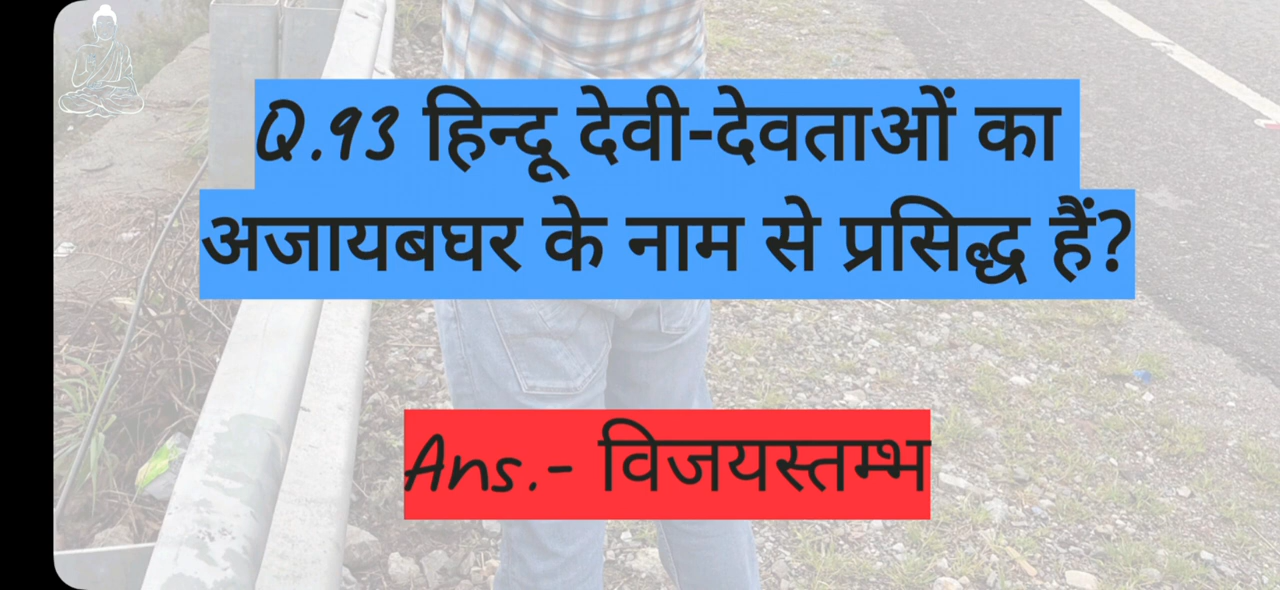 Q.93 हिन्दू देवी-देवताओं का
अजायबघर के नाम से प्रसिद्ध हैं?
Ans.- विजयस्तम्भ